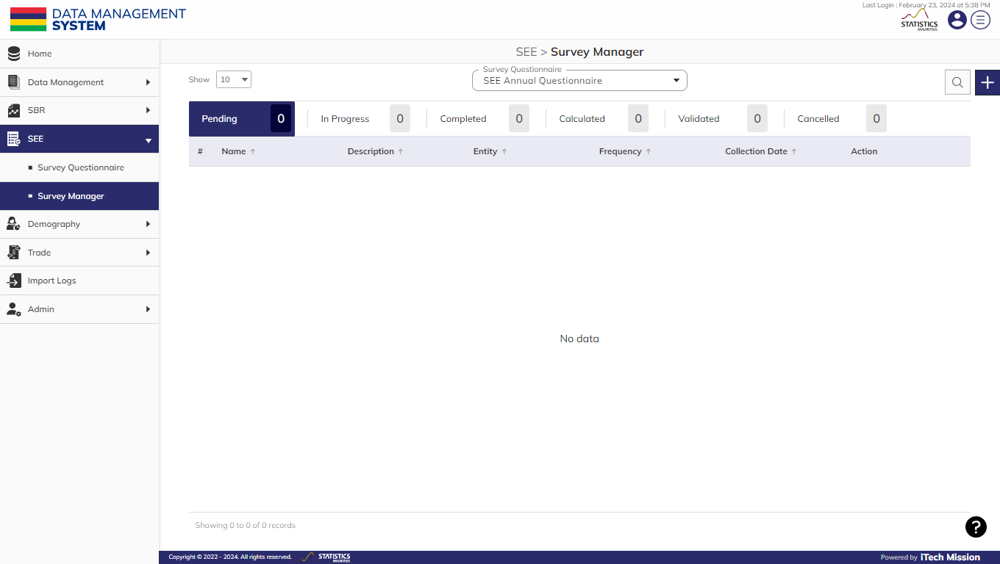 Last Login : February 23, 2024 at 5:38 PM
DATA MANAGEMENT
SYSTEM
STATISTICS
MAURITIUS
Home
Data Management
SBR
SEE
Survey Questionnaire
Survey Manager
Demography
Trade
Import Logs
Admin
SEE > Survey Manager
Show 10
Survey Questionnaire
SEE Annual Questionnaire
Pending 0 In Progress 0 Completed 0 Calculated 0 Validated 0 Cancelled 0
# Name ↑ Description ↑ Entity ↑ Frequency ↑ Collection Date ↑ Action
No data
Showing 0 to 0 of 0 records
?
Copyright © 2022 - 2024. All rights reserved. STATISTICS
MAURITIUS
Powered by iTech Mission